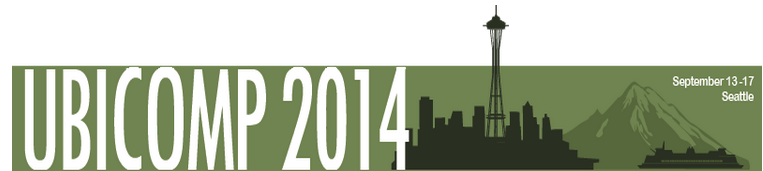 UBICOMP 2014
September 13-17
Seattle